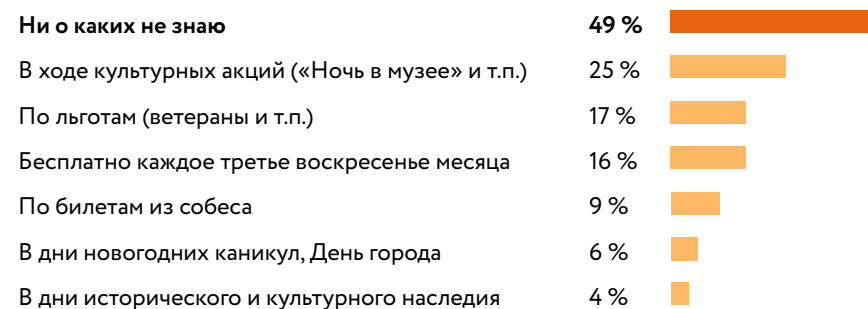 Ни о каких не знаю 49 %
В ходе культурных акций («Ночь в музее» и т.п.) 25 %
По льготам (ветераны и т.п.) 17 %
Бесплатно каждое третье воскресенье месяца 16 %
По билетам из собеса 9 %
В дни новогодних каникул, День города 6 %
В дни исторического и культурного наследия 4 %